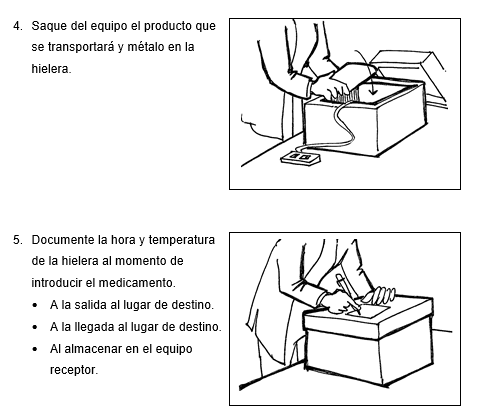 4. Saque del equipo el producto que
se transportará y métalo en la
hielera.
5. Documente la hora y temperatura
de la hielera al momento de
introducir el medicamento.
• A la salida al lugar de destino.
• A la llegada al lugar de destino.
• Al almacenar en el equipo
receptor.